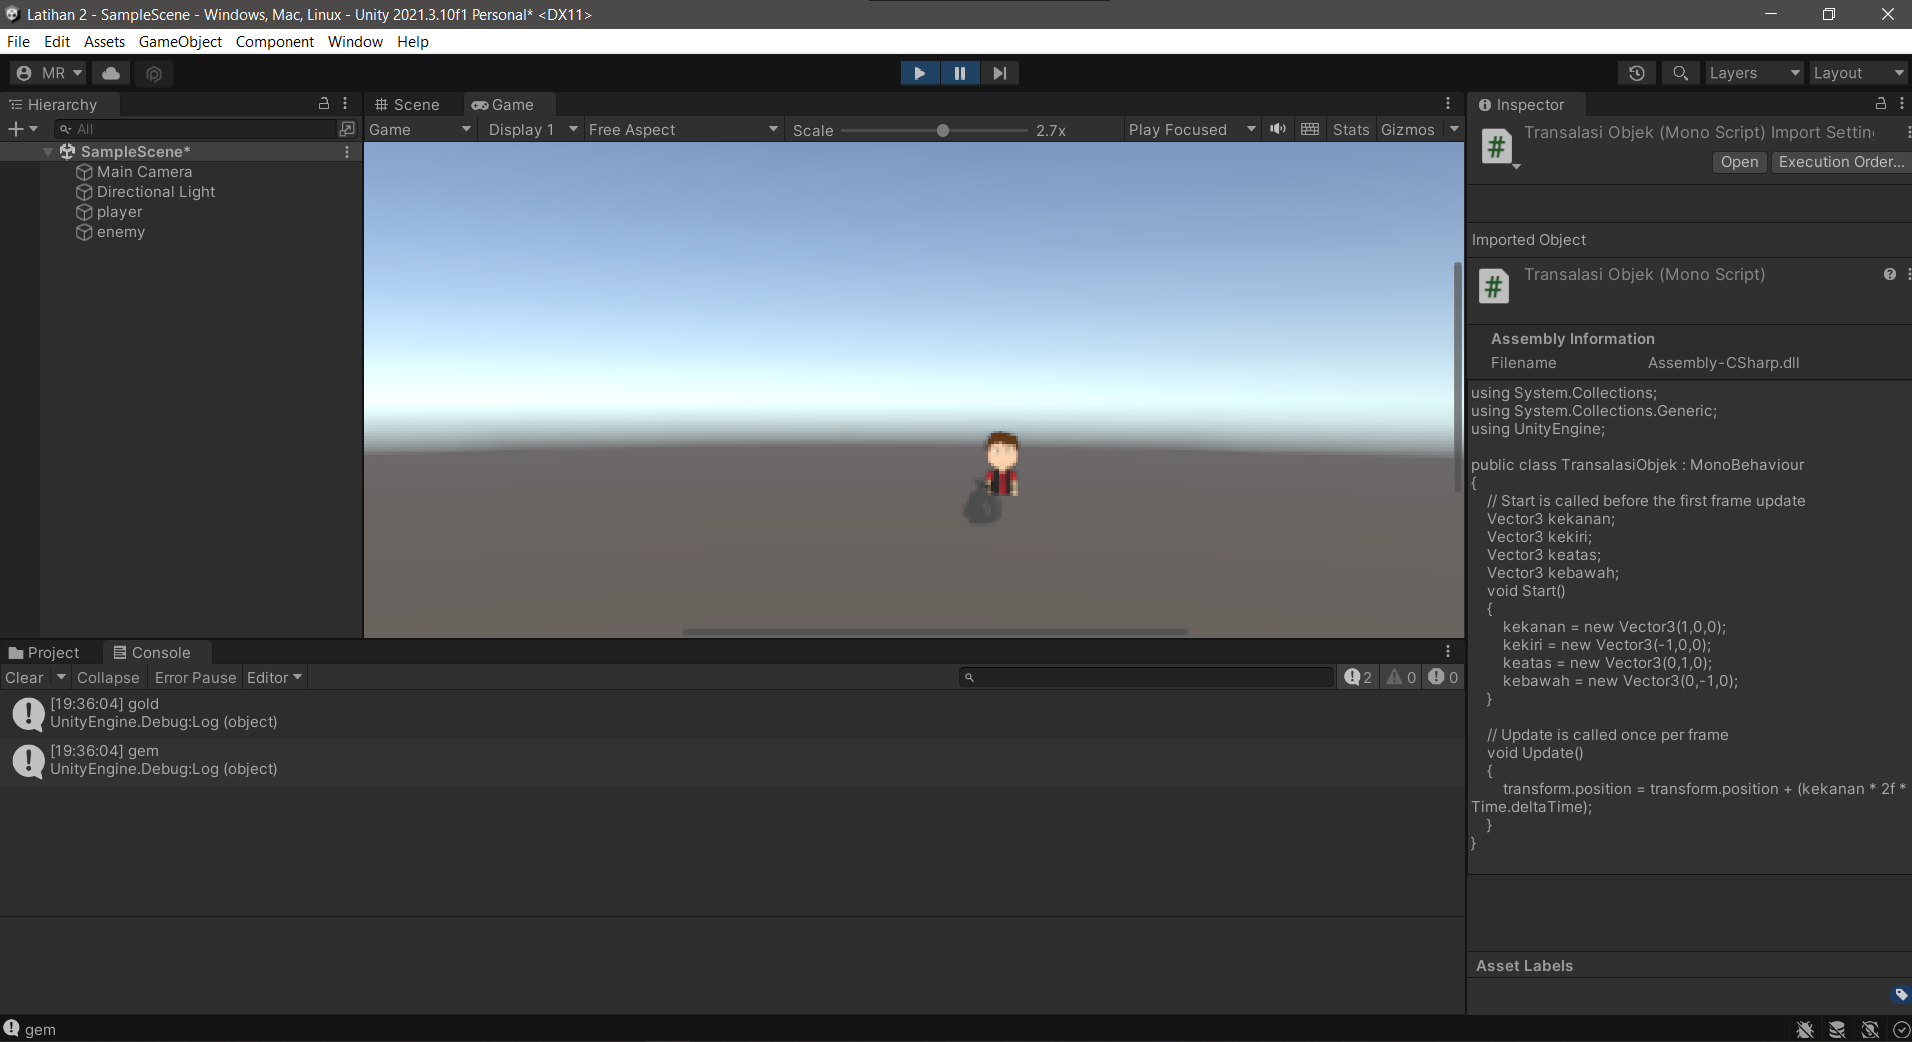 Latihan 2 - SampleScene - Windows, Mac, Linux - Unity 2021.3.10f1 Personal* <DX11>
File Edit Assets GameObject Component Window Help
MR
Layers
Layout
Hierarchy
All
SampleScene*
Main Camera
Directional Light
player
enemy
Scene
Game
Game
Display 1
Free Aspect
Scale
2.7x
Play Focused
Stats
Gizmos
Project
Console
Clear
Collapse
Error Pause
Editor
2
0
0
[19:36:04] gold
UnityEngine.Debug:Log (object)
[19:36:04] gem
UnityEngine.Debug:Log (object)
gem
Inspector
Transalasi Objek (Mono Script) Import Settin
Open
Execution Order...
Imported Object
Transalasi Objek (Mono Script)
Assembly Information
Filename
Assembly-CSharp.dll
using System.Collections;
using System.Collections.Generic;
using UnityEngine;
public class TransalasiObjek : MonoBehaviour
{
// Start is called before the first frame update
Vector3 kekanan;
Vector3 kekiri;
Vector3 keatas;
Vector3 kebawah;
void Start()
{
kekanan = new Vector3(1,0,0);
kekiri = new Vector3(-1,0,0);
keatas = new Vector3(0,1,0);
kebawah = new Vector3(0,-1,0);
}
// Update is called once per frame
void Update()
{
transform.position = transform.position + (kekanan * 2f *
Time.deltaTime);
}
}
Asset Labels